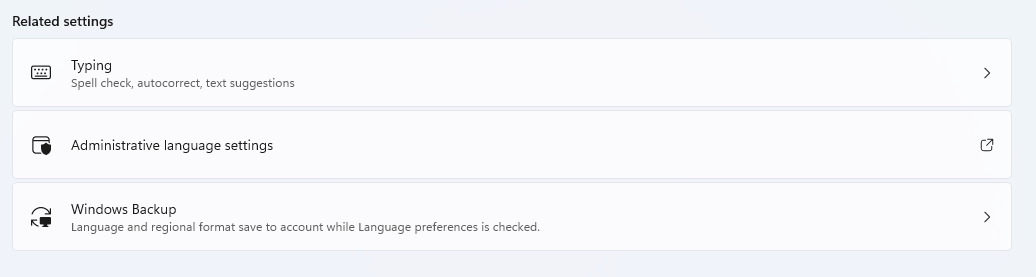 Related settings
Typing
Spell check, autocorrect, text suggestions
Administrative language settings
Windows Backup
Language and regional format save to account while Language preferences is checked.